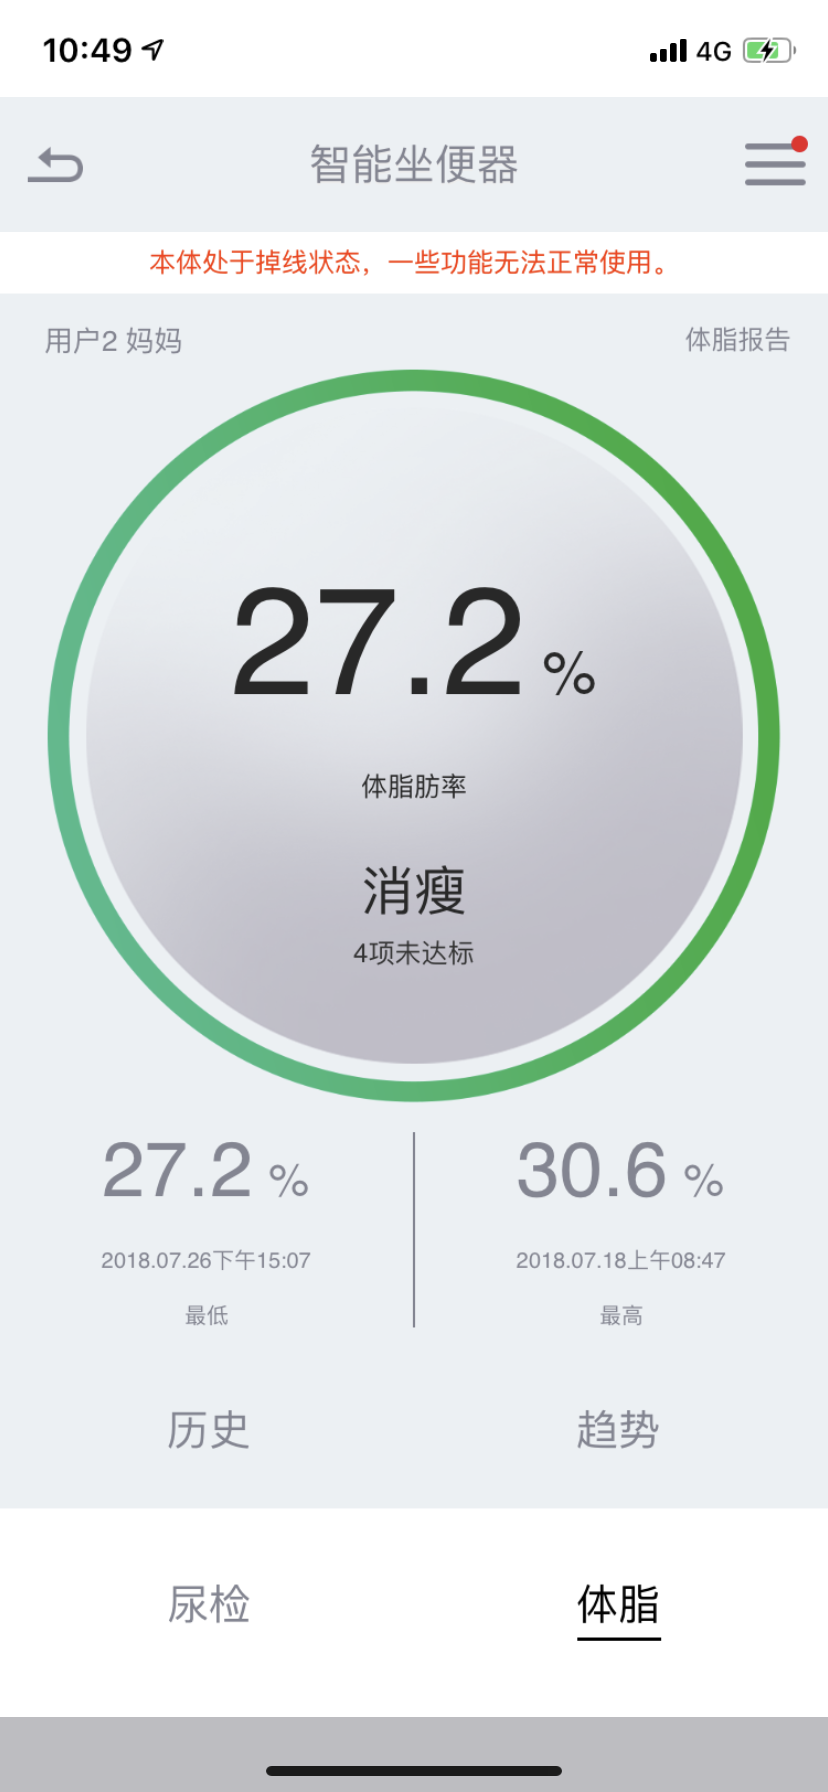 10:49 4G
智能坐便器
本体处于掉线状态，一些功能无法正常使用。
用户2 妈妈 体脂报告
27.2 %
体脂肪率
消瘦
4项未达标
27.2 % 30.6 %
2018.07.26下午15:07 2018.07.18上午08:47
最低 最高
历史 趋势
尿检 体脂